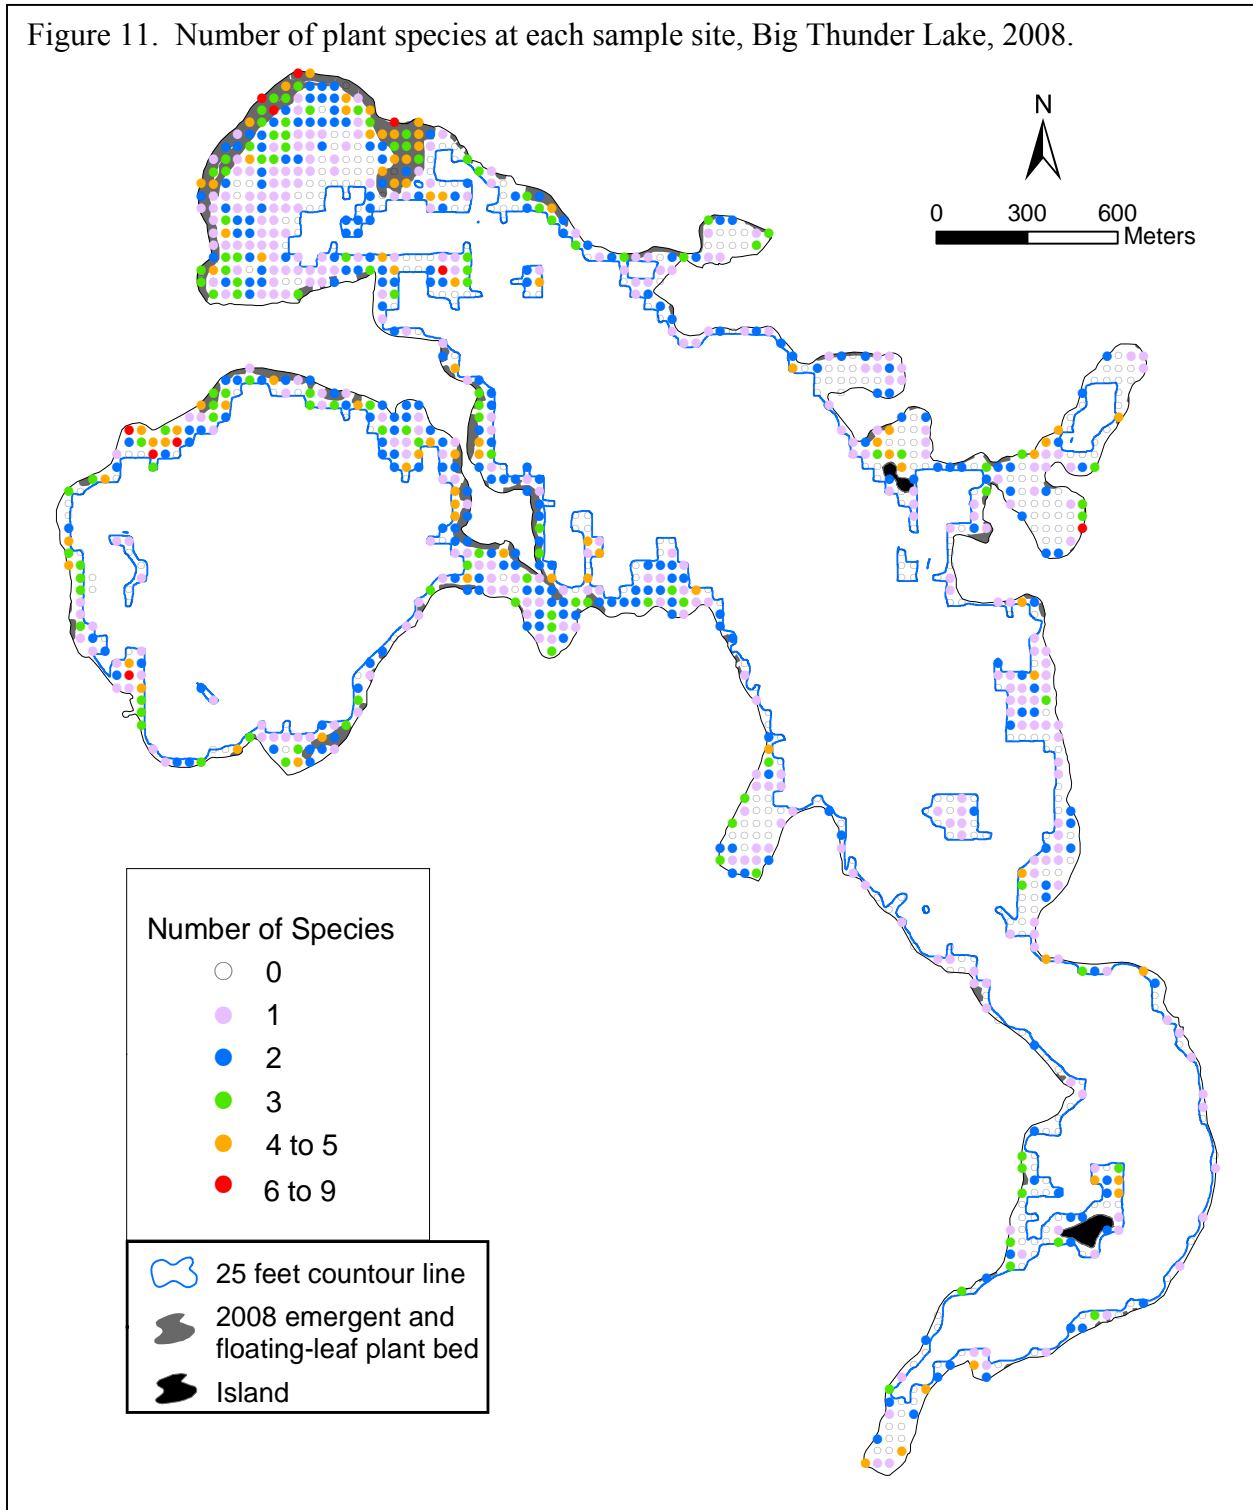 Figure 11.  Number of plant species at each sample site, Big Thunder Lake, 2008.
N
0 300 600
Meters
Number of Species
0
1
2
3
4 to 5
6 to 9
25 feet countour line
2008 emergent and
floating-leaf plant bed
Island